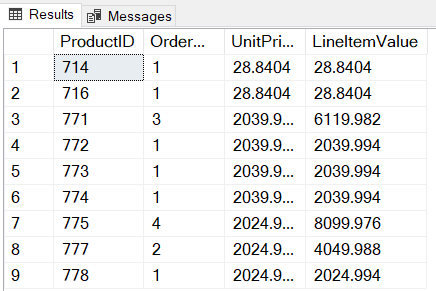 Results Messages
ProductID Order... UnitPri... LineItemValue
1 714 1 28.8404 28.8404
2 716 1 28.8404 28.8404
3 771 3 2039.9... 6119.982
4 772 1 2039.9... 2039.994
5 773 1 2039.9... 2039.994
6 774 1 2039.9... 2039.994
7 775 4 2024.9... 8099.976
8 777 2 2024.9... 4049.988
9 778 1 2024.9... 2024.994